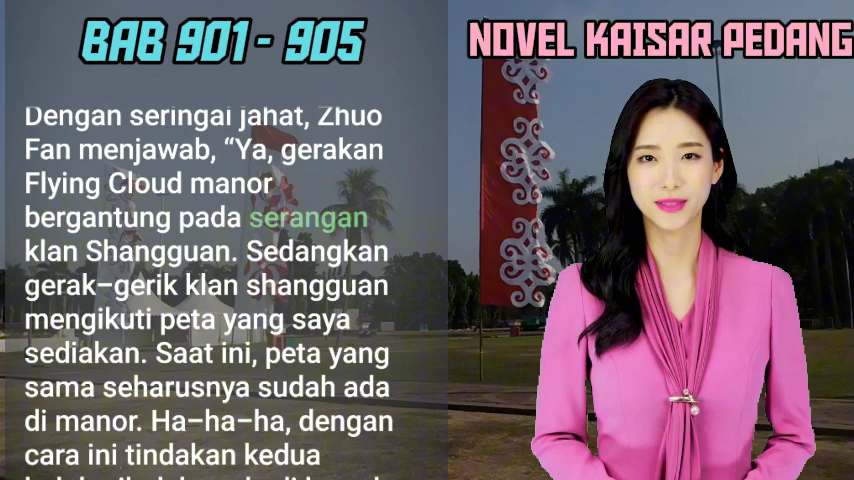 BAB 901 - 905
NOVEL KAISAR PEDANG
Dengan seringai jahat, Zhuo
Fan menjawab, “Ya, gerakan
Flying Cloud manor
bergantung pada serangan
klan Shangguan. Sedangkan
gerak–gerik klan shangguan
mengikuti peta yang saya
sediakan. Saat ini, peta yang
sama seharusnya sudah ada
di manor. Ha–ha–ha, dengan
cara ini tindakan kedua